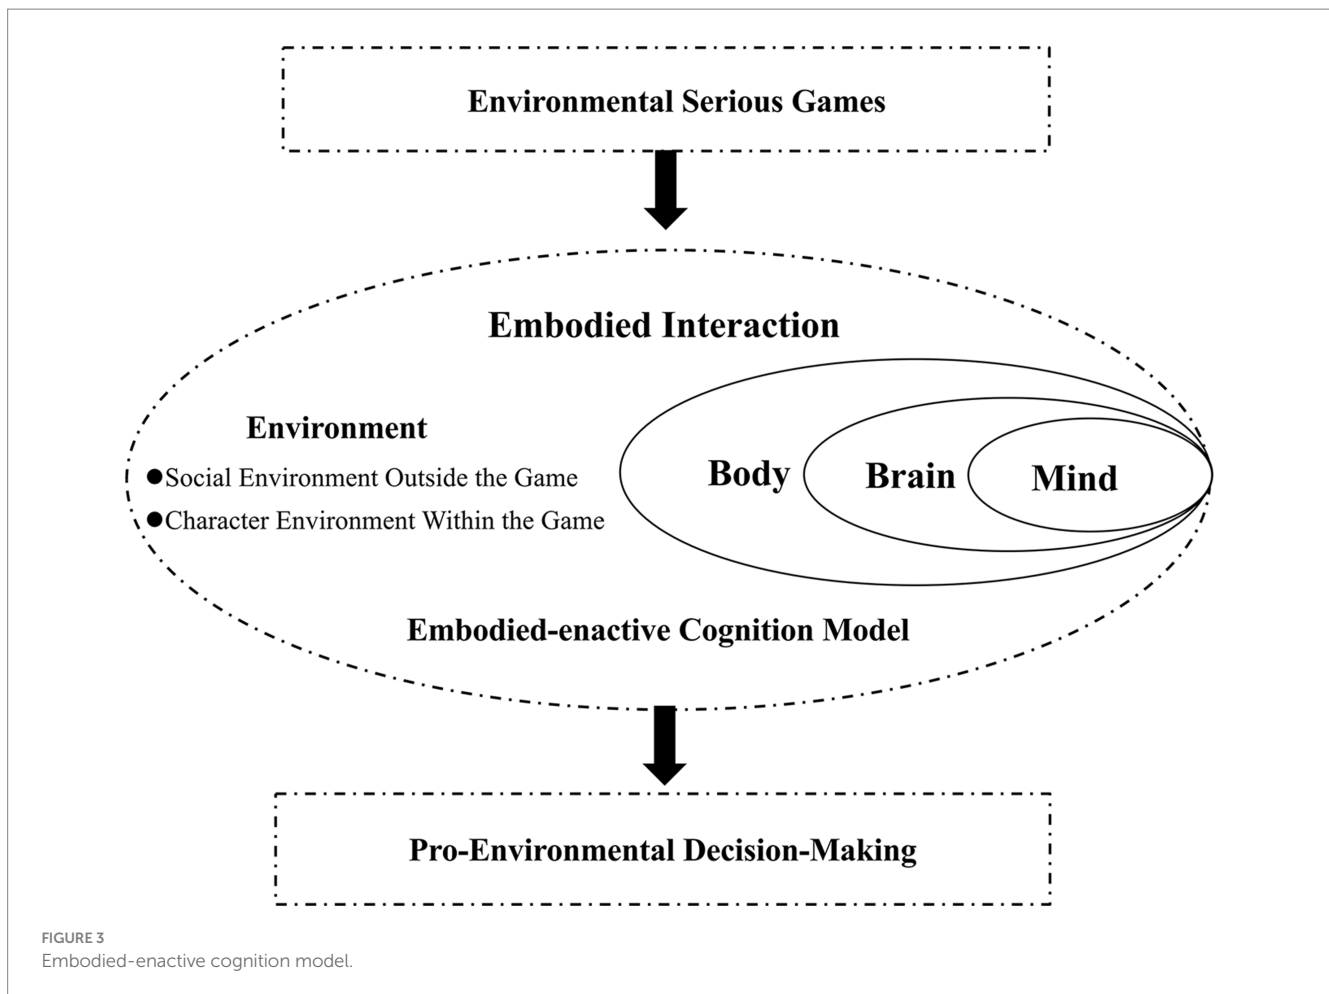 Environmental Serious Games
Embodied Interaction
Environment
●Social Environment Outside the Game
●Character Environment Within the Game
Body
Brain
Mind
Embodied-enactive Cognition Model
Pro-Environmental Decision-Making
FIGURE 3
Embodied-enactive cognition model.